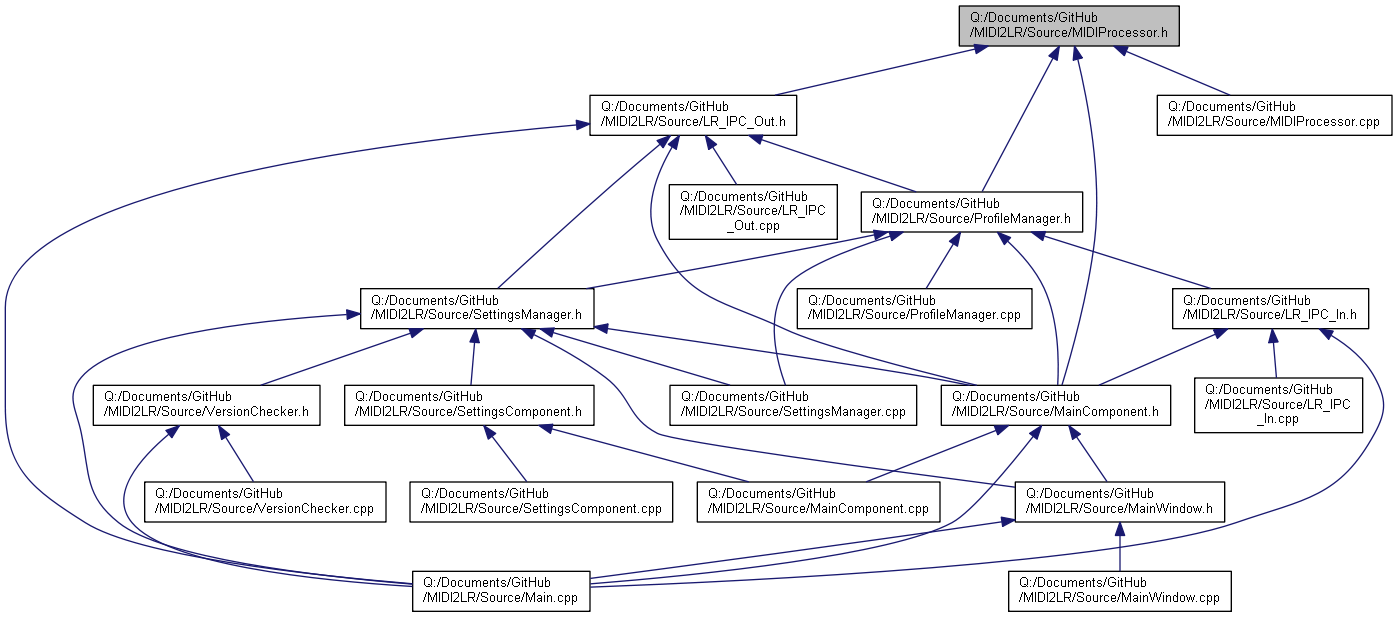 Q:/Documents/GitHub
/MIDI2LR/Source/MIDIProcessor.h
Q:/Documents/GitHub
/MIDI2LR/Source/LR_IPC_Out.h
Q:/Documents/GitHub
/MIDI2LR/Source/MIDIProcessor.cpp
Q:/Documents/GitHub
/MIDI2LR/Source/LR_IPC
_Out.cpp
Q:/Documents/GitHub
/MIDI2LR/Source/ProfileManager.h
Q:/Documents/GitHub
/MIDI2LR/Source/SettingsManager.h
Q:/Documents/GitHub
/MIDI2LR/Source/ProfileManager.cpp
Q:/Documents/GitHub
/MIDI2LR/Source/LR_IPC_In.h
Q:/Documents/GitHub
/MIDI2LR/Source/VersionChecker.h
Q:/Documents/GitHub
/MIDI2LR/Source/SettingsComponent.h
Q:/Documents/GitHub
/MIDI2LR/Source/SettingsManager.cpp
Q:/Documents/GitHub
/MIDI2LR/Source/MainComponent.h
Q:/Documents/GitHub
/MIDI2LR/Source/LR_IPC
_In.cpp
Q:/Documents/GitHub
/MIDI2LR/Source/VersionChecker.cpp
Q:/Documents/GitHub
/MIDI2LR/Source/SettingsComponent.cpp
Q:/Documents/GitHub
/MIDI2LR/Source/MainComponent.cpp
Q:/Documents/GitHub
/MIDI2LR/Source/MainWindow.h
Q:/Documents/GitHub
/MIDI2LR/Source/Main.cpp
Q:/Documents/GitHub
/MIDI2LR/Source/MainWindow.cpp